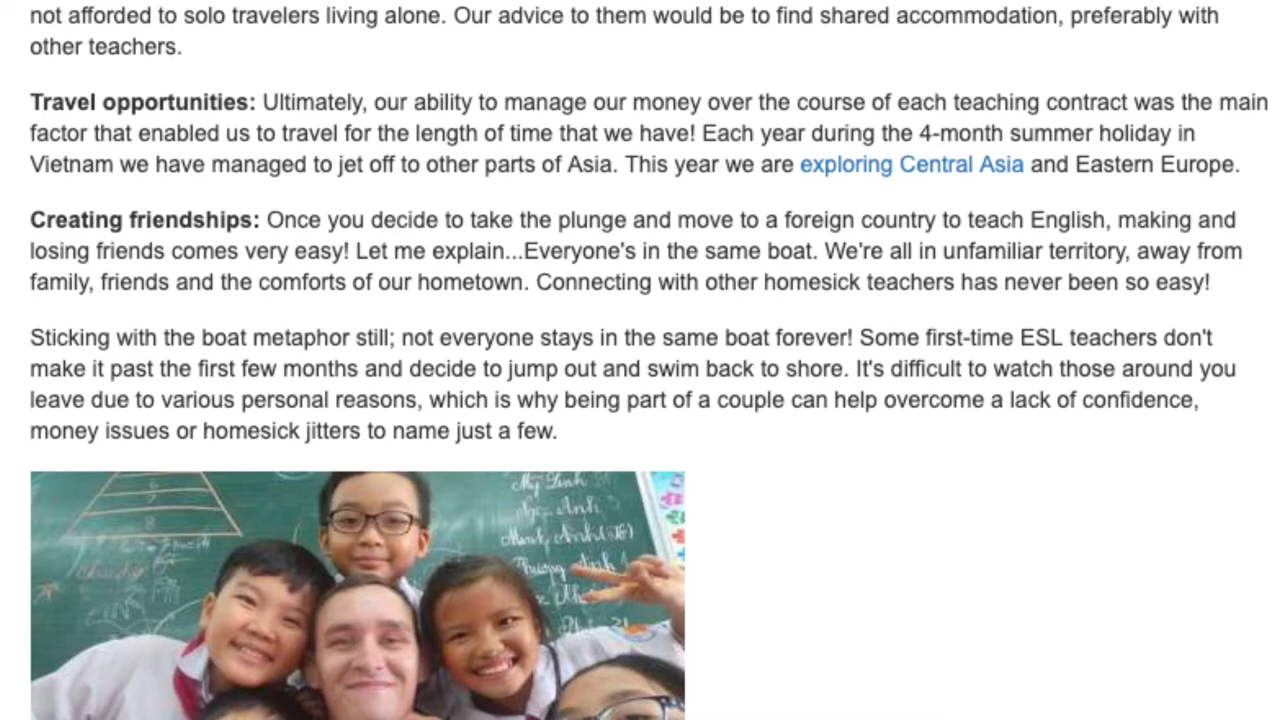 not afforded to solo travelers living alone. Our advice to them would be to find shared accommodation, preferably with
other teachers.
Travel opportunities: Ultimately, our ability to manage our money over the course of each teaching contract was the main
factor that enabled us to travel for the length of time that we have! Each year during the 4-month summer holiday in
Vietnam we have managed to jet off to other parts of Asia. This year we are exploring Central Asia and Eastern Europe.
Creating friendships: Once you decide to take the plunge and move to a foreign country to teach English, making and
losing friends comes very easy! Let me explain...Everyone's in the same boat. We're all in unfamiliar territory, away from
family, friends and the comforts of our hometown. Connecting with other homesick teachers has never been so easy!
Sticking with the boat metaphor still; not everyone stays in the same boat forever! Some first-time ESL teachers don't
make it past the first few months and decide to jump out and swim back to shore. It's difficult to watch those around you
leave due to various personal reasons, which is why being part of a couple can help overcome a lack of confidence,
money issues or homesick jitters to name just a few.
6
7
8
Mỹ Linh
Anh
Anh
Phương Anh